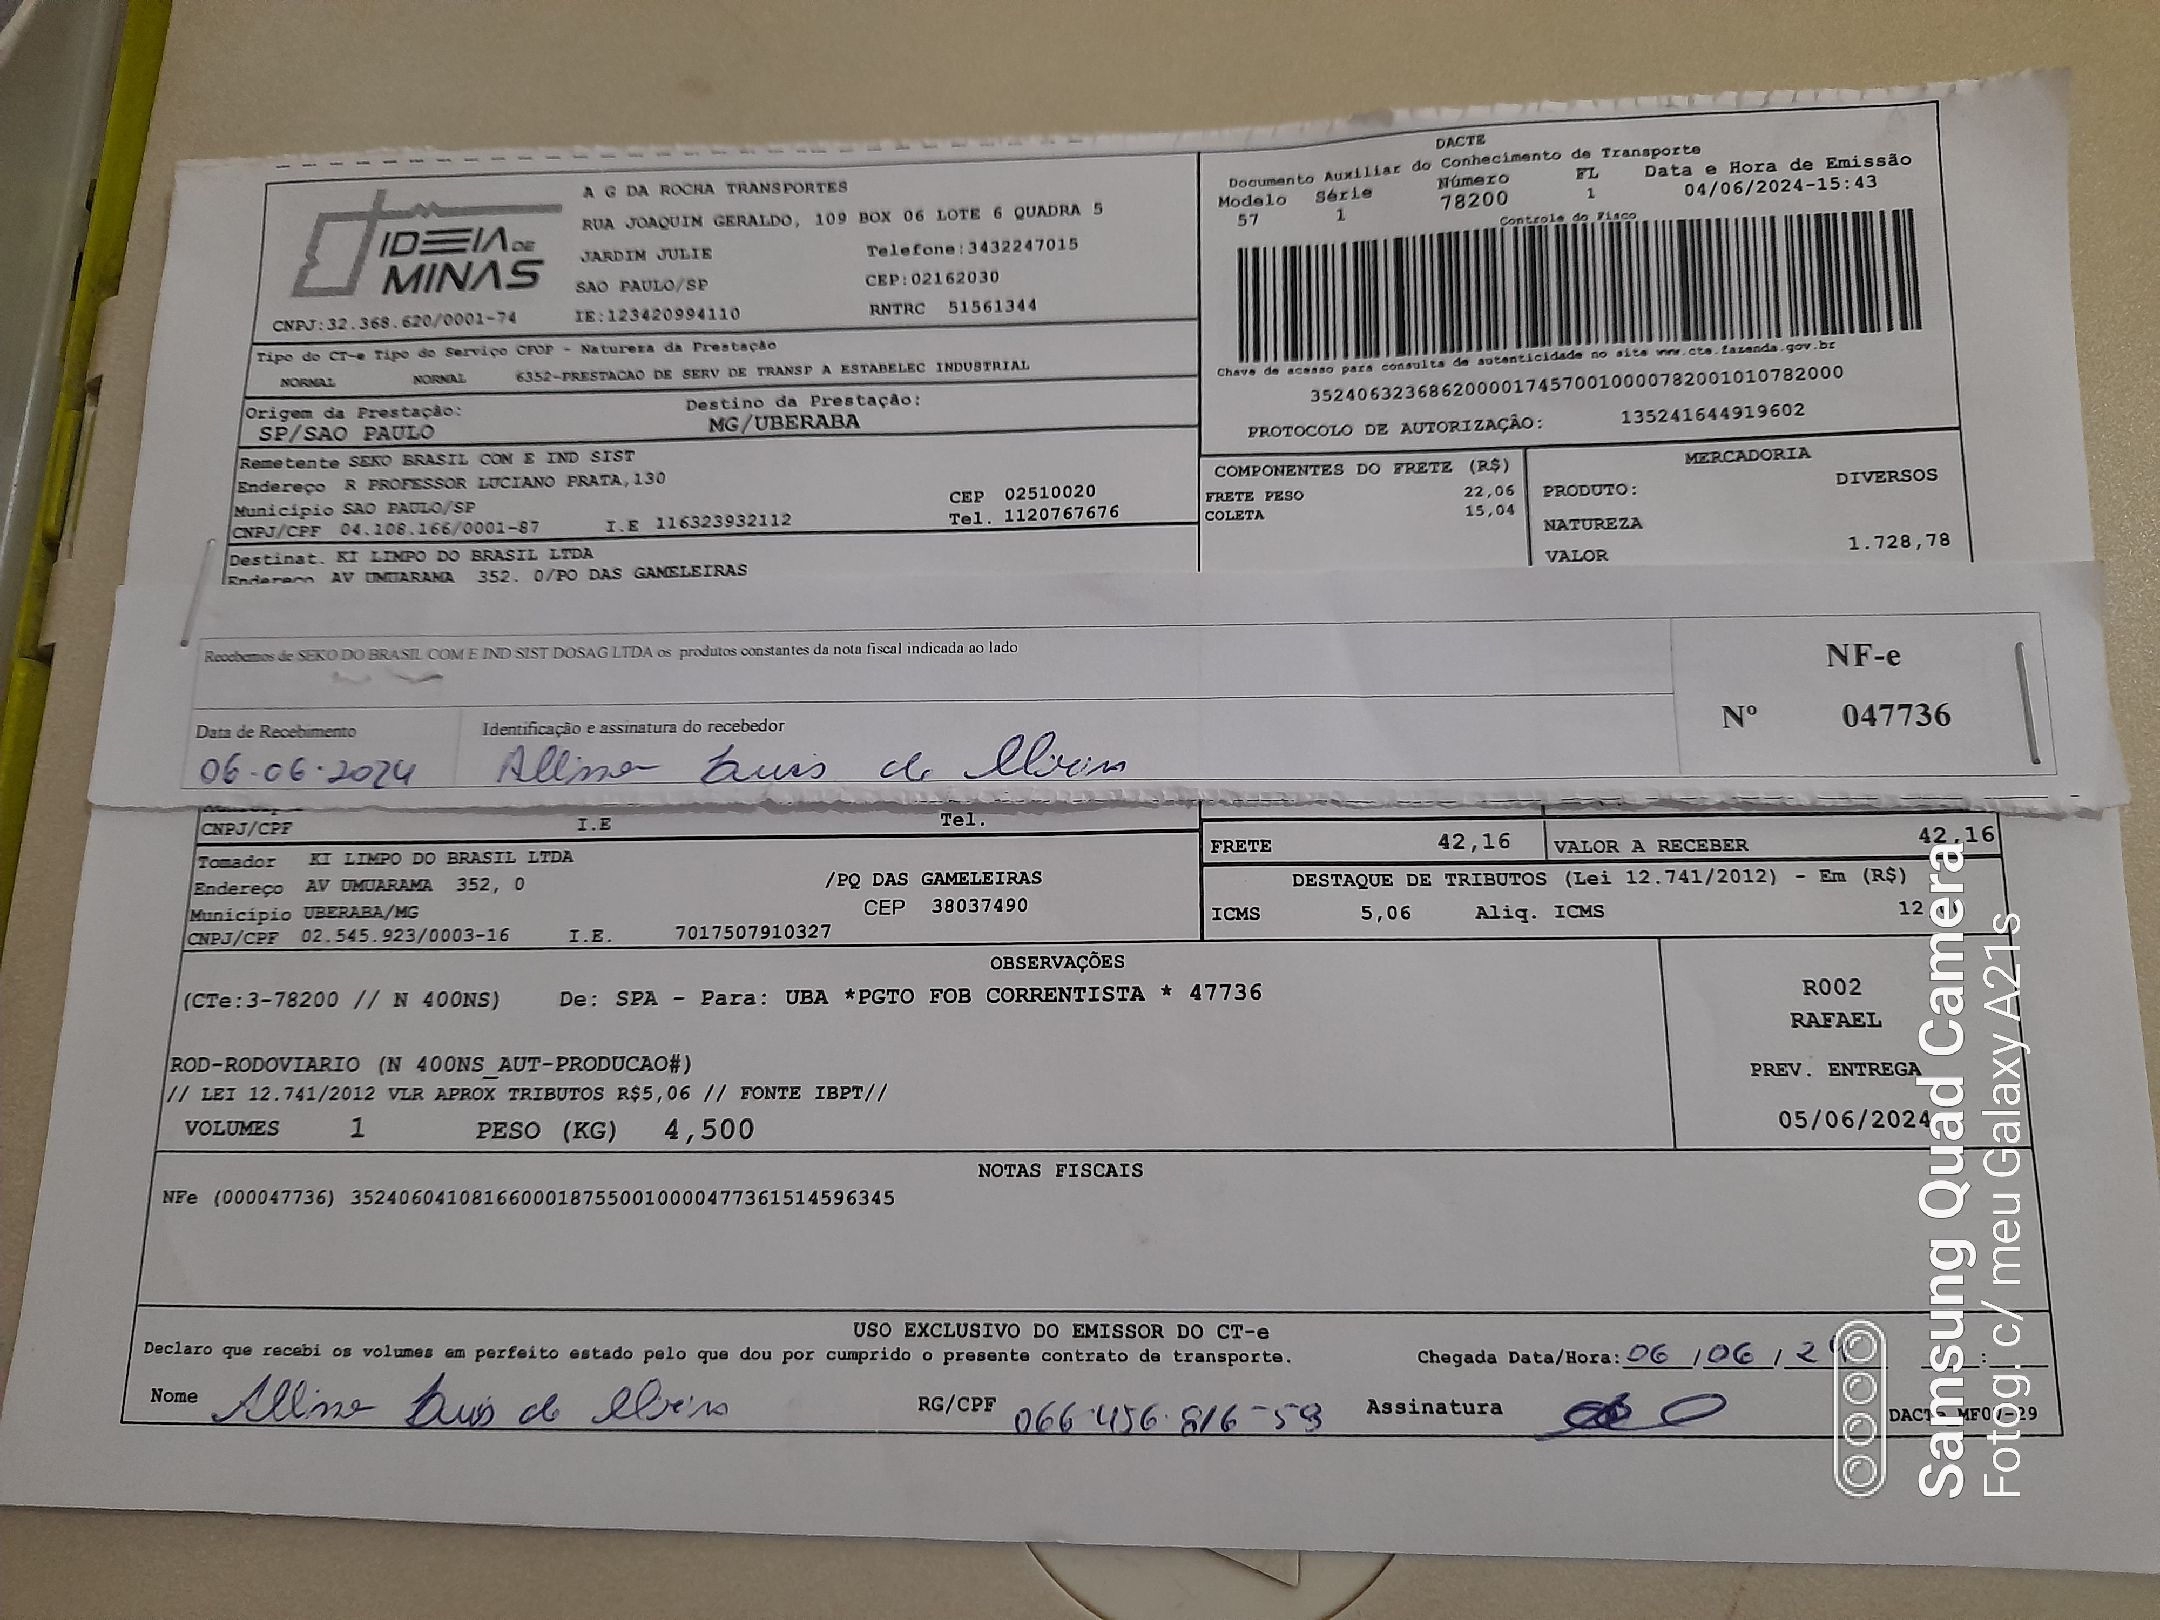 IDEIA DE
MINAS
CNPJ:32.368.620/0001-74
A G DA ROCHA TRANSPORTES
RUA JOAQUIM GERALDO, 109 BOX 06 LOTE 6 QUADRA 5
JARDIM JULIE Telefone:3432247015
SAO PAULO/SP CEP:02162030
IE:123420994110 RNTRC 51561344
DACTE
Documento Auxiliar do Conhecimento de Transporte
Modelo Série Número FL Data e Hora de Emissão
57 1 78200 1 04/06/2024-15:43
Controle do Fisco
Chave de acesso para consulta de autenticidade no site www.cte.fazenda.gov.br
35240632368620000174570010000782001010782000
PROTOCOLO DE AUTORIZAÇÃO: 135241644919602
Tipo do CT-e Tipo do Serviço CFOP - Natureza da Prestação
NORMAL NORMAL 6352-PRESTACAO DE SERV DE TRANSP A ESTABELEC INDUSTRIAL
Origem da Prestação: Destino da Prestação:
SP/SAO PAULO MG/UBERABA
Remetente SEKO BRASIL COM E IND SIST
Endereço R PROFESSOR LUCIANO PRATA,130
Município SAO PAULO/SP CEP 02510020
CNPJ/CPF 04.108.166/0001-87 I.E 116323932112 Tel. 1120767676
Destinat. KI LIMPO DO BRASIL LTDA
Endereço AV UMUARAMA 352. 0/PO DAS GAMELEIRAS
COMPONENTES DO FRETE (R$)
FRETE PESO 22,06
COLETA 15,04
MERCADORIA
PRODUTO: DIVERSOS
NATUREZA
VALOR 1.728,78
Recebemos de SEKO DO BRASIL COM E IND SIST DOSAG LTDA os produtos constantes da nota fiscal indicada ao lado
NF-e
Nº 047736
Data de Recebimento Identificação e assinatura do recebedor
06-06-2024 Luis de Oliveira
CNPJ/CPF I.E Tel.
Tomador KI LIMPO DO BRASIL LTDA
Endereço AV UMUARAMA 352, 0 /PQ DAS GAMELEIRAS
Município UBERABA/MG CEP 38037490
CNPJ/CPF 02.545.923/0003-16 I.E. 7017507910327
FRETE 42,16 VALOR A RECEBER 42,16
DESTAQUE DE TRIBUTOS (Lei 12.741/2012) - Em (R$)
ICMS 5,06 Aliq. ICMS 12
OBSERVAÇÕES
(CTe:3-78200 // N 400NS) De: SPA - Para: UBA *PGTO FOB CORRENTISTA * 47736
ROD-RODOVIARIO (N 400NS_AUT-PRODUCAO#)
// LEI 12.741/2012 VLR APROX TRIBUTOS R$5,06 // FONTE IBPT//
VOLUMES 1 PESO (KG) 4,500
R002
RAFAEL
PREV. ENTREGA
05/06/2024
NOTAS FISCAIS
NFe (000047736) 35240604108166000187550010000477361514596345
USO EXCLUSIVO DO EMISSOR DO CT-e
Declaro que recebi os volumes em perfeito estado pelo que dou por cumprido o presente contrato de transporte. Chegada Data/Hora: 06 /06 / 24 :
Nome Luis de Oliveira RG/CPF 066.456.816-58 Assinatura
Samsung Quad Camera
Fotog. c/ meu Galaxy A21s